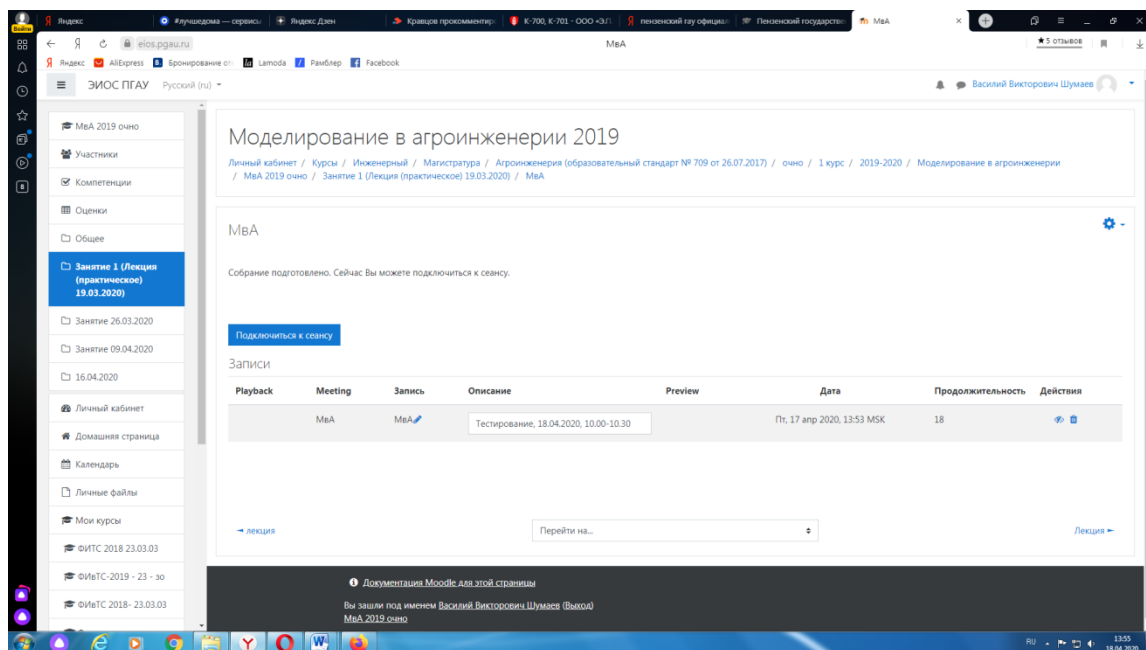 Войти
Яндекс
#лучшедома — сервисы
Яндекс Дзен
Кравцов прокомментир
К-700, К-701 - ООО «Э.П
пензенский гау официал
Пензенский государстве
МвА
eios.pgau.ru
МвА
★5 отзывов
Яндекс AliExpress Бронирование оте Lamoda Рамблер Facebook
ЭИОС ПГАУ Русский (ru)
Василий Викторович Шумаев
МвА 2019 очно
Участники
Компетенции
Оценки
Общее
Занятие 1 (Лекция
(практическое)
19.03.2020)
Занятие 26.03.2020
Занятие 09.04.2020
16.04.2020
Личный кабинет
Домашняя страница
Календарь
Личные файлы
Мои курсы
ФИТС 2018 23.03.03
ФИвТС-2019 - 23 - зо
ФИвТС 2018- 23.03.03
Моделирование в агроинженерии 2019
Личный кабинет / Курсы / Инженерный / Магистратура / Агроинженерия (образовательный стандарт № 709 от 26.07.2017) / очно / 1 курс / 2019-2020 / Моделирование в агроинженерии
/ МвА 2019 очно / Занятие 1 (Лекция (практическое) 19.03.2020) / МвА
МвА
Собрание подготовлено. Сейчас Вы можете подключиться к сеансу.
Подключиться к сеансу
Записи
Playback Meeting Запись Описание Preview Дата Продолжительность Действия
МвА МвА Тестирование, 18.04.2020, 10.00-10.30 Пт, 17 апр 2020, 13:53 MSK 18
◄ лекция
Перейти на...
Лекция ►
Документация Moodle для этой страницы
Вы зашли под именем Василий Викторович Шумаев (Выход)
МвА 2019 очно
RU
13:55
18.04.2020